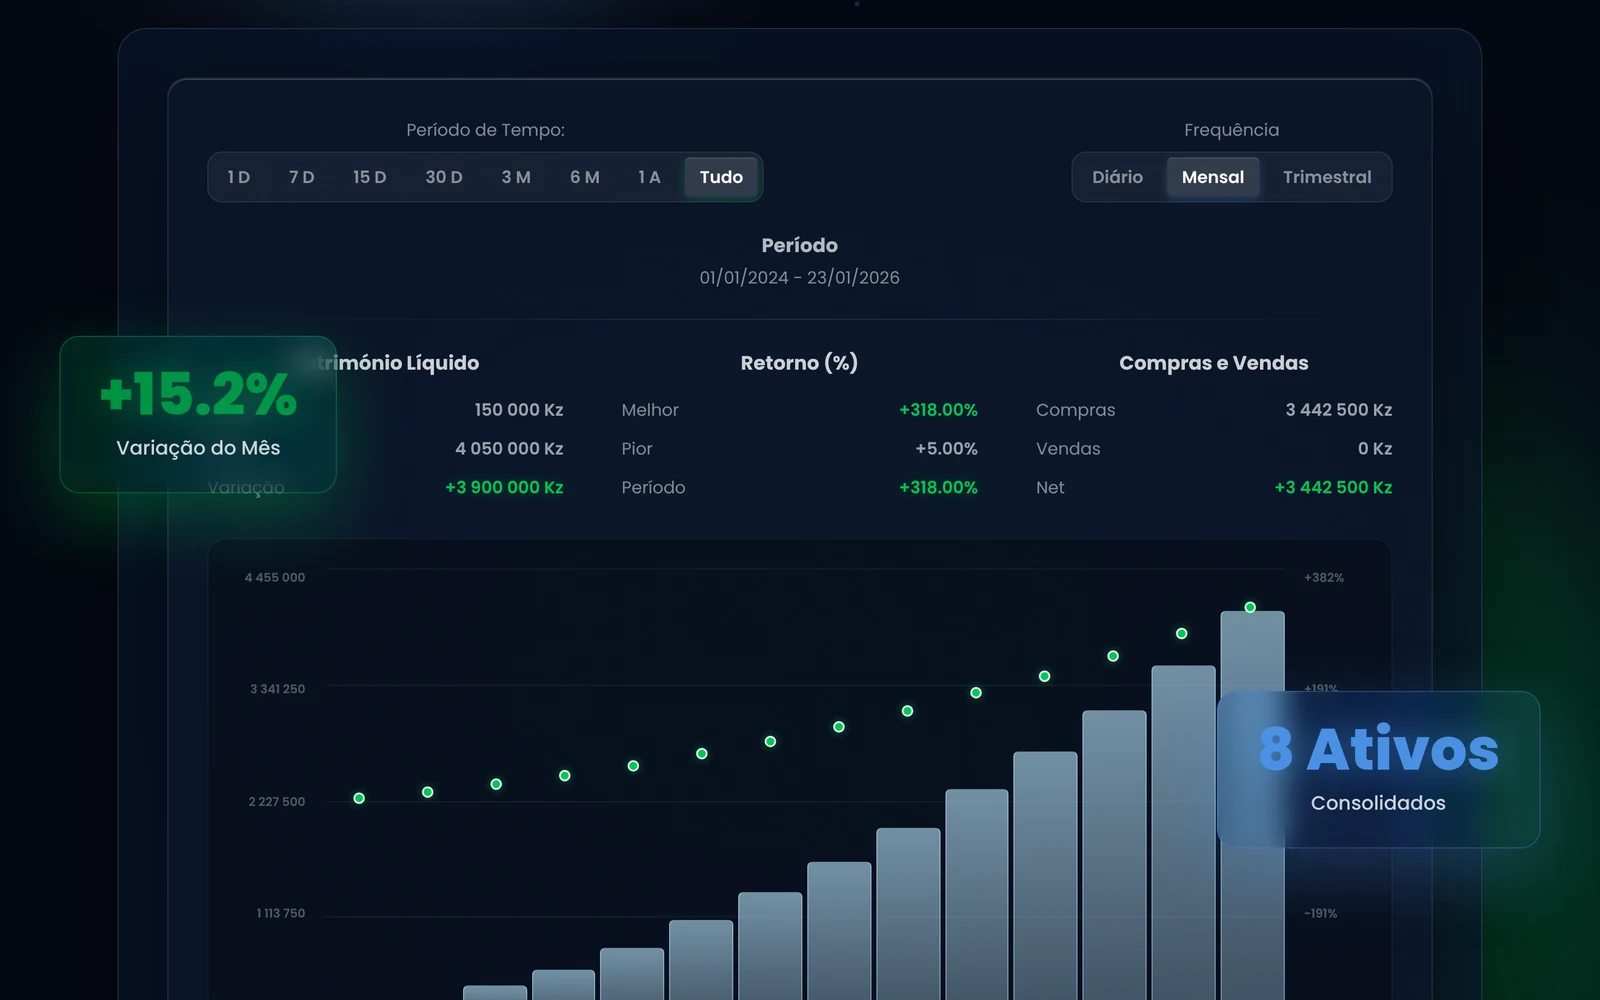 Período de Tempo:
Frequência
1 D 7 D 15 D 30 D 3 M 6 M 1 A Tudo
Diário Mensal Trimestral
Período
01/01/2024 - 23/01/2026
+15.2%
Variação do Mês
trimónio Líquido
150 000 Kz
4 050 000 Kz
Variação +3 900 000 Kz
Retorno (%)
Melhor +318.00%
Pior +5.00%
Período +318.00%
Compras e Vendas
Compras 3 442 500 Kz
Vendas 0 Kz
Net +3 442 500 Kz
4 455 000
3 341 250
2 227 500
1 113 750
+382%
+191%
-191%
8 Ativos
Consolidados